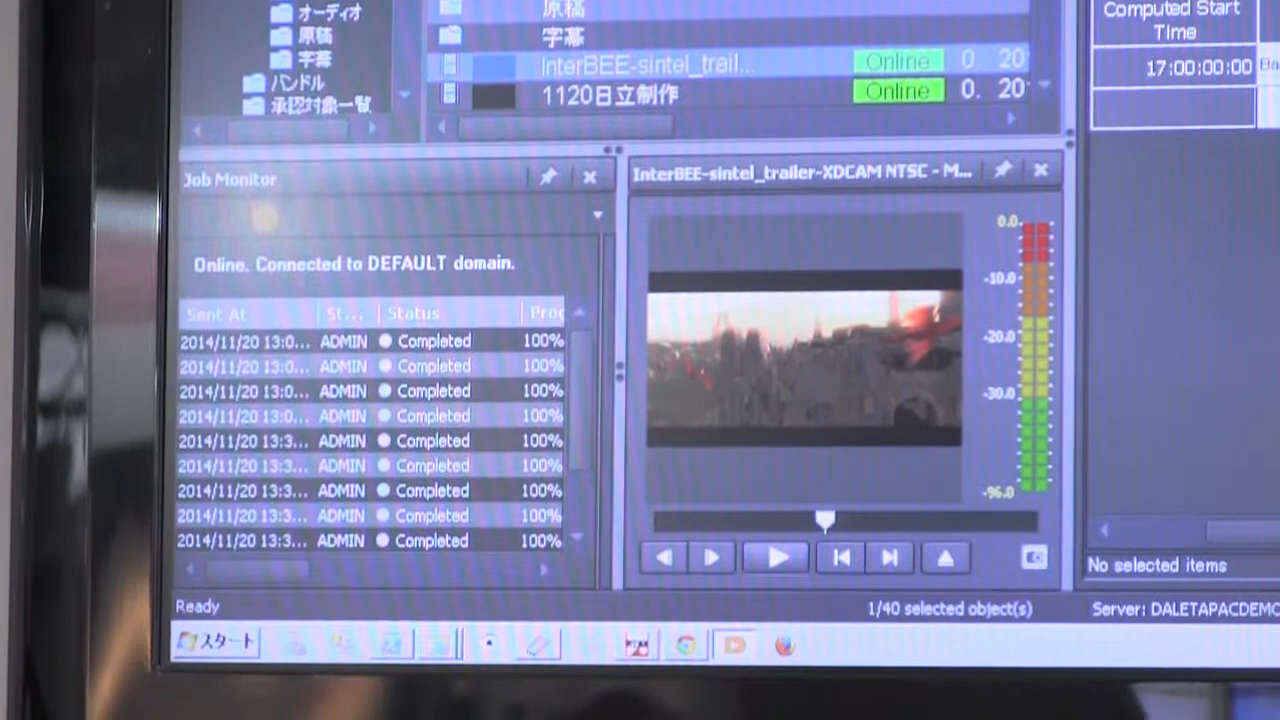 オーディオ
原稿
字幕
バンドル
承認対象一覧
原稿
字幕
InterBEE-sintel_trail... Online 0 20
1120日立制作 Online 0. 20
Computed Start
Time
17:00:00:00 Ba
Job Monitor
Online. Connected to DEFAULT domain.
Sent At St... Status Prog
2014/11/20 13:0... ADMIN Completed 100%
2014/11/20 13:0... ADMIN Completed 100%
2014/11/20 13:0... ADMIN Completed 100%
2014/11/20 13:0... ADMIN Completed 100%
2014/11/20 13:3... ADMIN Completed 100%
2014/11/20 13:3... ADMIN Completed 100%
2014/11/20 13:3... ADMIN Completed 100%
2014/11/20 13:3... ADMIN Completed 100%
2014/11/20 13:3... ADMIN Completed 100%
InterBEE-sintel_trailer-XDCAM NTSC - M...
0.0
-10.0
-20.0
-30.0
-96.0
No selected items
Ready
1/40 selected object(s)
Server: DALETAPACDEMO
スタート